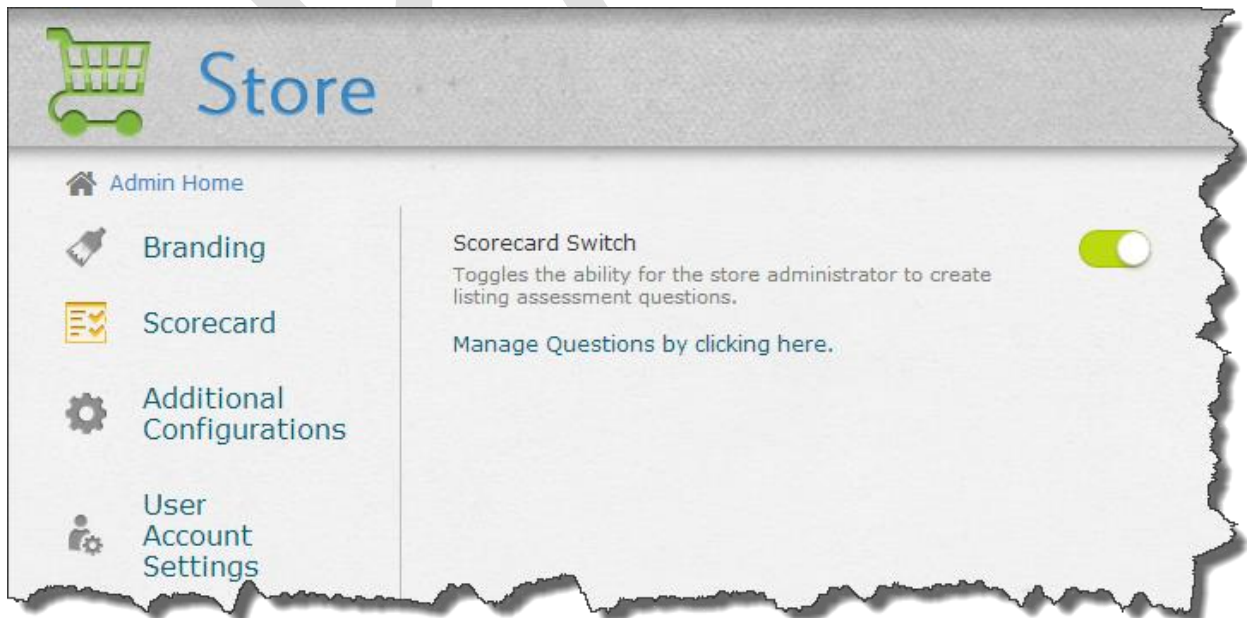 Store
Admin Home
Branding
Scorecard
Additional
Configurations
User
Account
Settings
Scorecard Switch
Toggles the ability for the store administrator to create
listing assessment questions.
Manage Questions by clicking here.